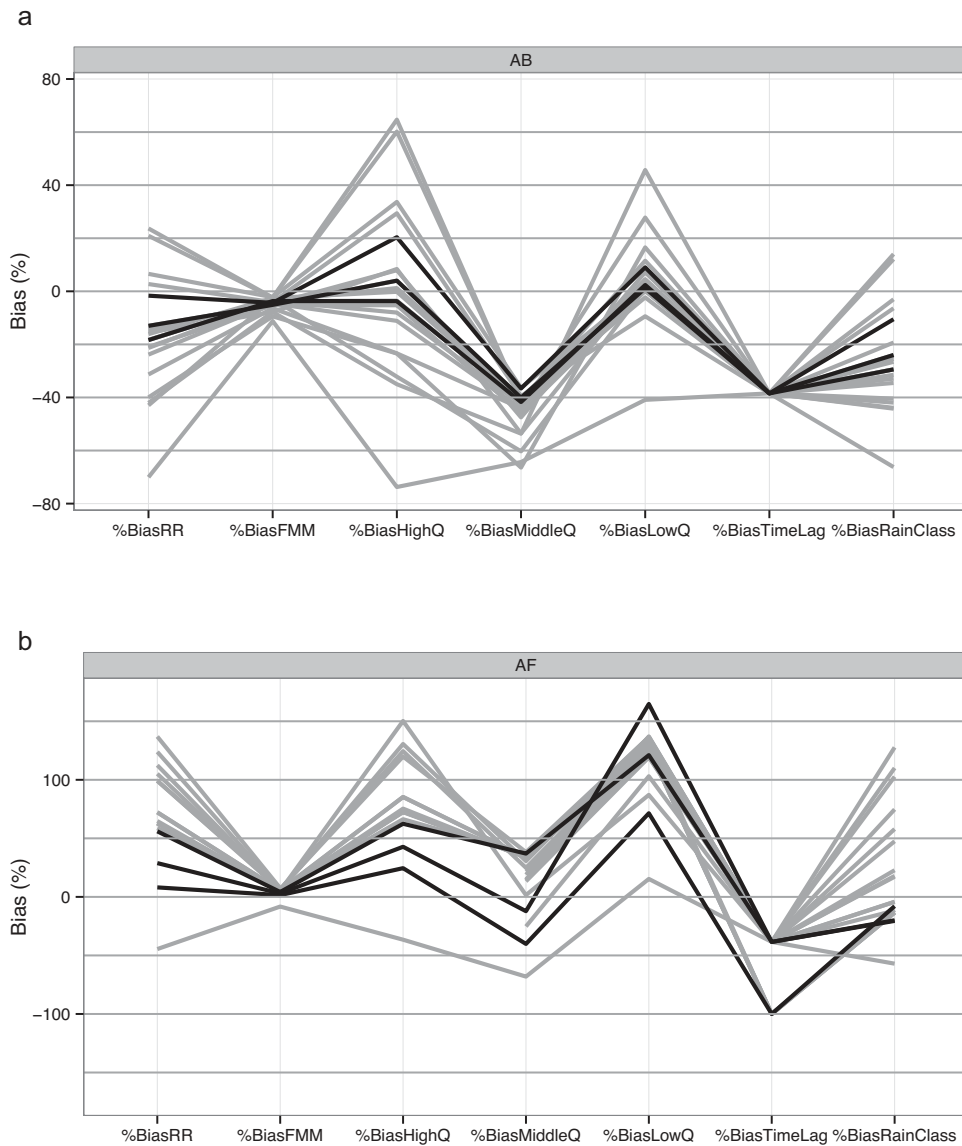 a
AB
80
40
0
−40
−80
Bias (%)
%BiasRR %BiasFMM %BiasHighQ %BiasMiddleQ %BiasLowQ %BiasTimeLag %BiasRainClass
b
AF
100
0
−100
Bias (%)
%BiasRR %BiasFMM %BiasHighQ %BiasMiddleQ %BiasLowQ %BiasTimeLag %BiasRainClass